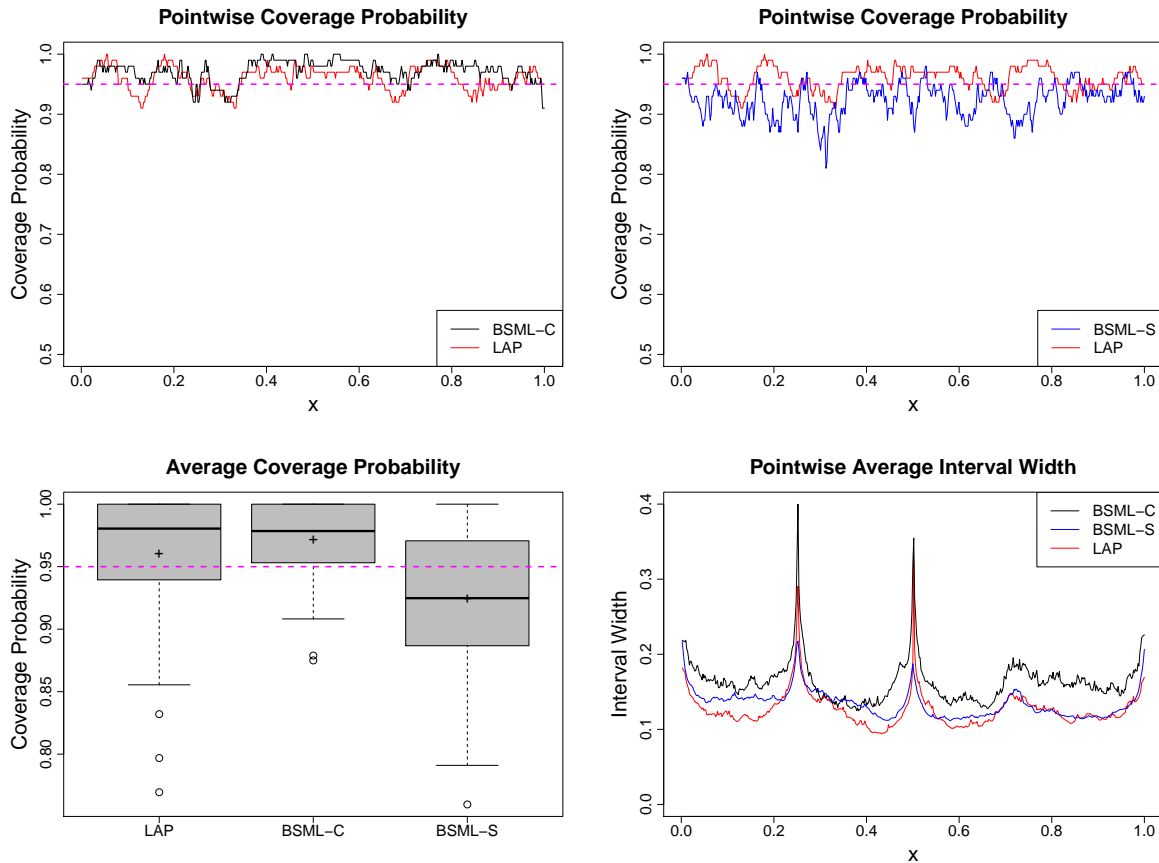 Pointwise Coverage Probability
Coverage Probability
1.0
0.9
0.8
0.7
0.6
0.5
0.0 0.2 0.4 0.6 0.8 1.0
x
BSML-C
LAP
Pointwise Coverage Probability
Coverage Probability
1.0
0.9
0.8
0.7
0.6
0.5
0.0 0.2 0.4 0.6 0.8 1.0
x
BSML-S
LAP
Average Coverage Probability
Coverage Probability
1.00
0.95
0.90
0.85
0.80
LAP BSML-C BSML-S
Pointwise Average Interval Width
Interval Width
0.4
0.3
0.2
0.1
0.0
0.0 0.2 0.4 0.6 0.8 1.0
x
BSML-C
BSML-S
LAP